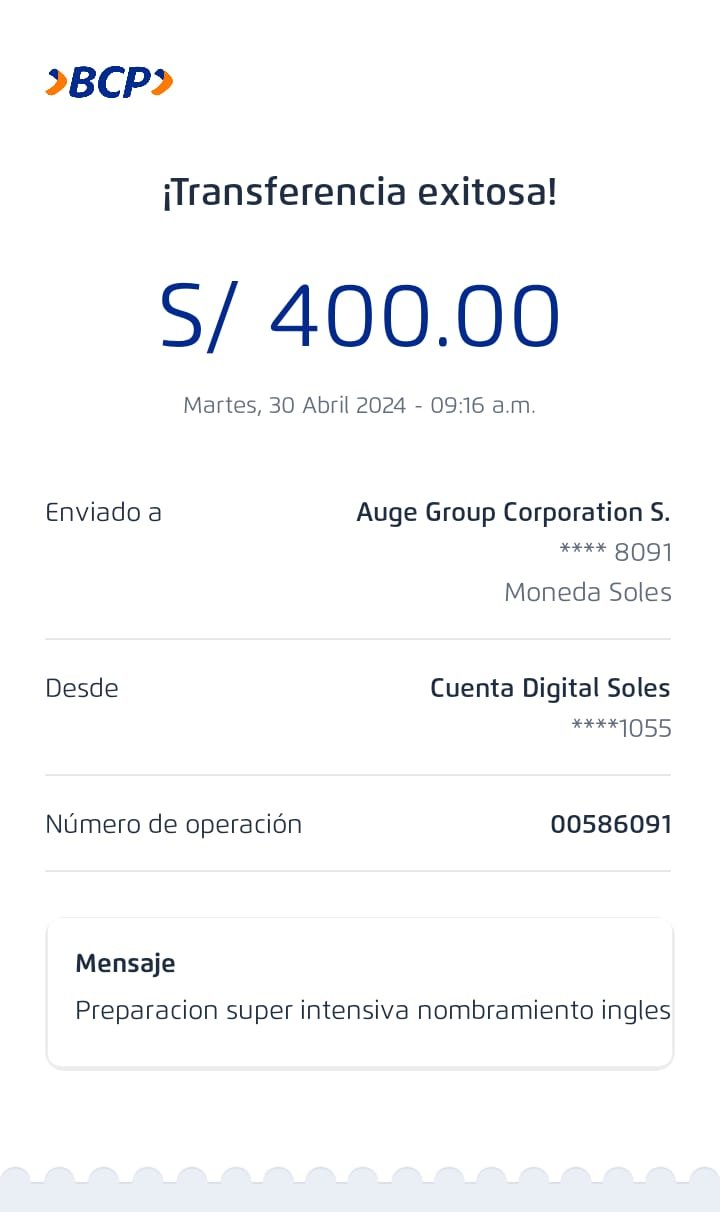 BCP
¡Transferencia exitosa!
S/ 400.00
Martes, 30 Abril 2024 - 09:16 a.m.
Enviado a Auge Group Corporation S.
**** 8091
Moneda Soles
Desde Cuenta Digital Soles
****1055
Número de operación 00586091
Mensaje
Preparacion super intensiva nombramiento ingles